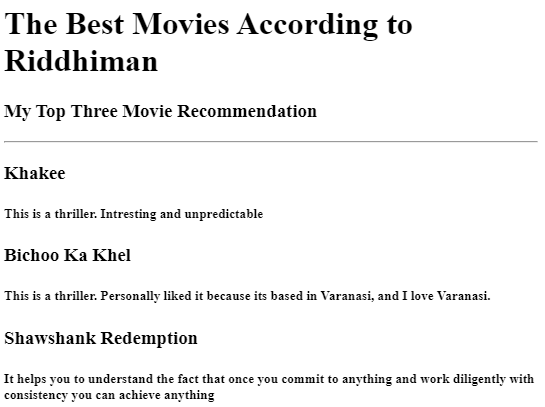 The Best Movies According to
Riddhiman
My Top Three Movie Recommendation
Khakee
This is a thriller. Intresting and unpredictable
Bichoo Ka Khel
This is a thriller. Personally liked it because its based in Varanasi, and I love Varanasi.
Shawshank Redemption
It helps you to understand the fact that once you commit to anything and work diligently with
consistency you can achieve anything